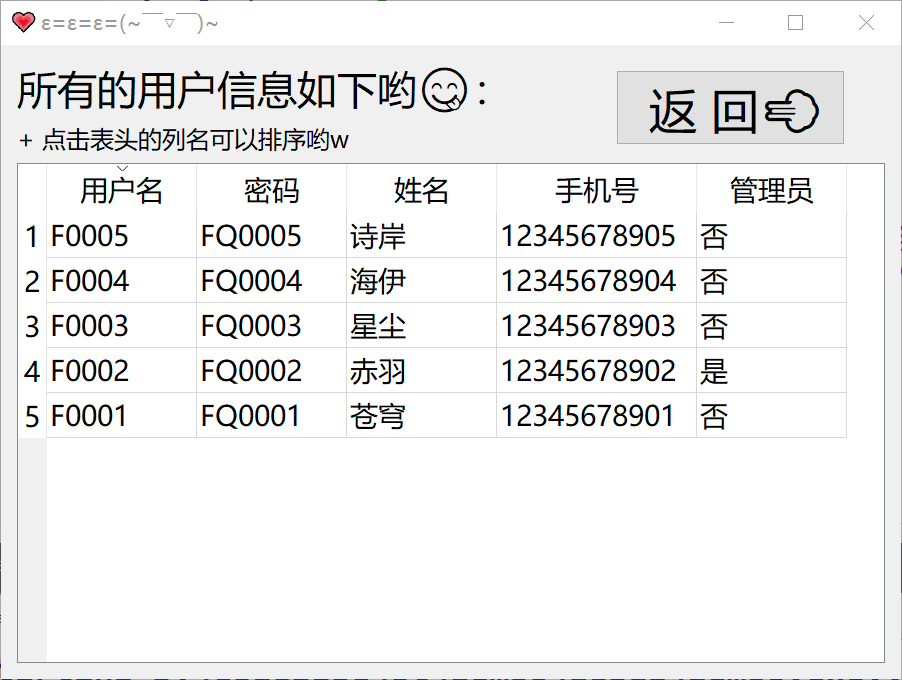 ε=ε=ε=(~￣▽￣)~
所有的用户信息如下哟😋：
返 回👈
+ 点击表头的列名可以排序哟w
用户名 密码 姓名 手机号 管理员
1 F0005 FQ0005 诗岸 12345678905 否
2 F0004 FQ0004 海伊 12345678904 否
3 F0003 FQ0003 星尘 12345678903 否
4 F0002 FQ0002 赤羽 12345678902 是
5 F0001 FQ0001 苍穹 12345678901 否